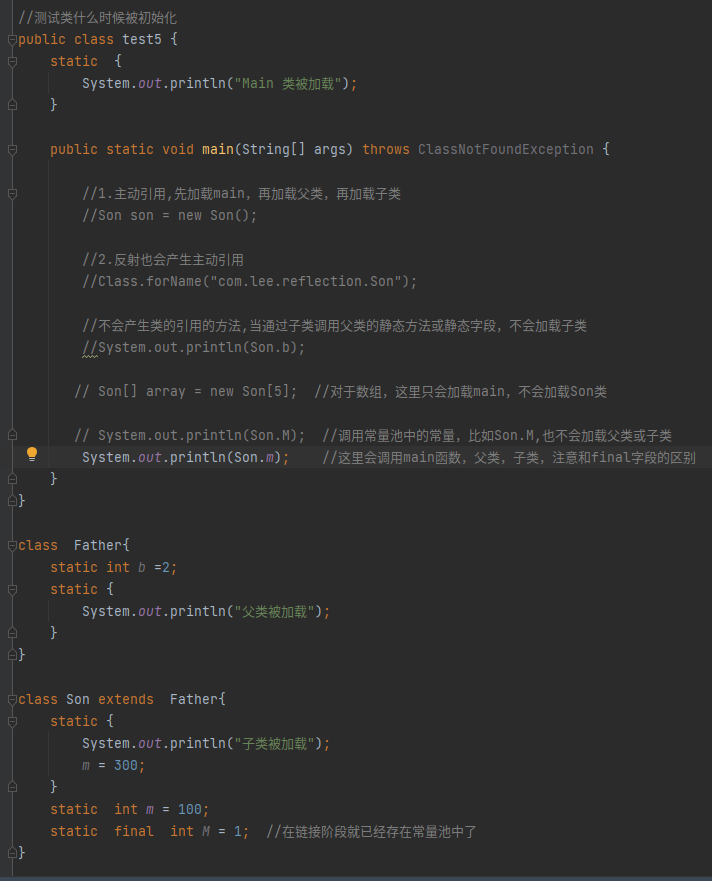 //测试类什么时候被初始化
public class test5 {
    static  {
        System.out.println("Main 类被加载");
    }
    public static void main(String[] args) throws ClassNotFoundException {
        //1.主动引用,先加载main，再加载父类，再加载子类
        //Son son = new Son();
        //2.反射也会产生主动引用
        //Class.forName("com.lee.reflection.Son");
        //不会产生类的引用的方法,当通过子类调用父类的静态方法或静态字段，不会加载子类
        //System.out.println(Son.b);
       // Son[] array = new Son[5];  //对于数组，这里只会加载main，不会加载Son类
       // System.out.println(Son.M);  //调用常量池中的常量，比如Son.M,也不会加载父类或子类
        System.out.println(Son.m);    //这里会调用main函数，父类，子类，注意和final字段的区别
    }
}
class  Father{
    static int b =2;
    static {
        System.out.println("父类被加载");
    }
}
class Son extends  Father{
    static {
        System.out.println("子类被加载");
        m = 300;
    }
    static  int m = 100;
    static  final  int M = 1;  //在链接阶段就已经存在常量池中了
}